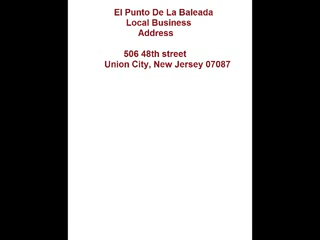 El Punto De La Baleada
Local Business
Address
506 48th street
Union City, New Jersey 07087